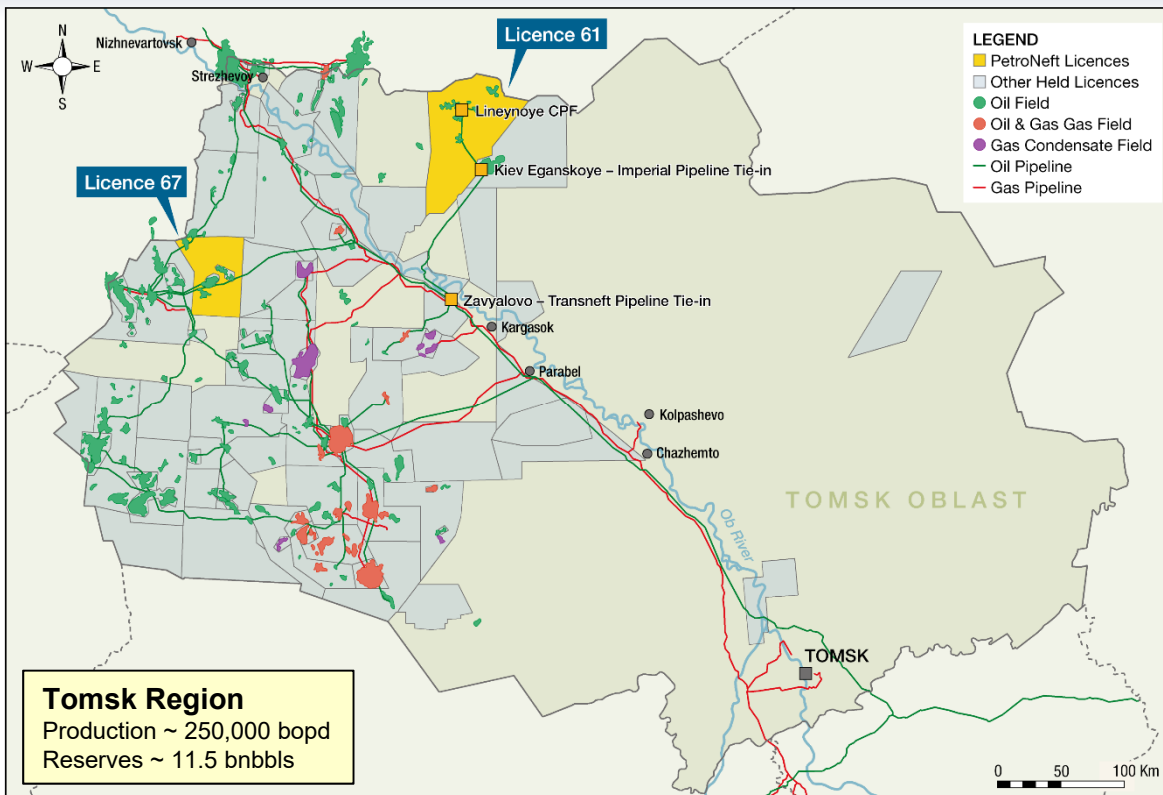 N
W
E
S
Nizhnevartovsk
Strezhevoy
Licence 61
Lineynoye CPF
Kiev Eganskoye – Imperial Pipeline Tie-in
Licence 67
LEGEND
PetroNeft Licences
Other Held Licences
Oil Field
Oil & Gas Gas Field
Gas Condensate Field
Oil Pipeline
Gas Pipeline
Zavyalovo – Transneft Pipeline Tie-in
Kargasok
Parabel
Kolpashevo
Chazhemto
TOMSK OBLAST
Ob River
TOMSK
Tomsk Region
Production ~ 250,000 bopd
Reserves ~ 11.5 bnbbls
0 50 100 Km